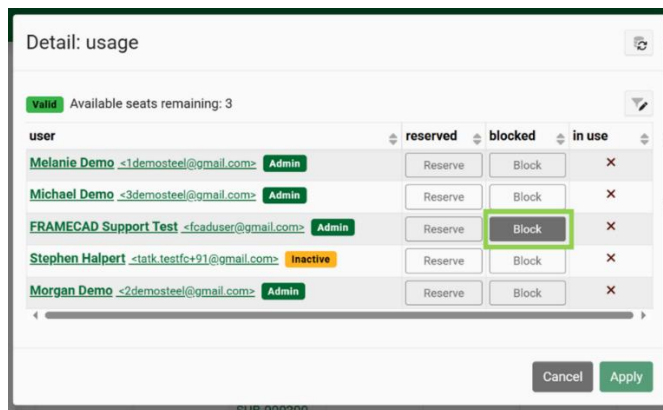 Detail: usage
Valid Available seats remaining: 3
user reserved blocked in use
Melanie Demo <1demosteel@gmail.com> Admin Reserve Block
Michael Demo <3demosteel@gmail.com> Admin Reserve Block
FRAMECAD Support Test <fcaduser@gmail.com> Admin Reserve Block
Stephen Halpert <tatk.testfc+91@gmail.com> Inactive Reserve Block
Morgan Demo <2demosteel@gmail.com> Admin Reserve Block
Cancel Apply